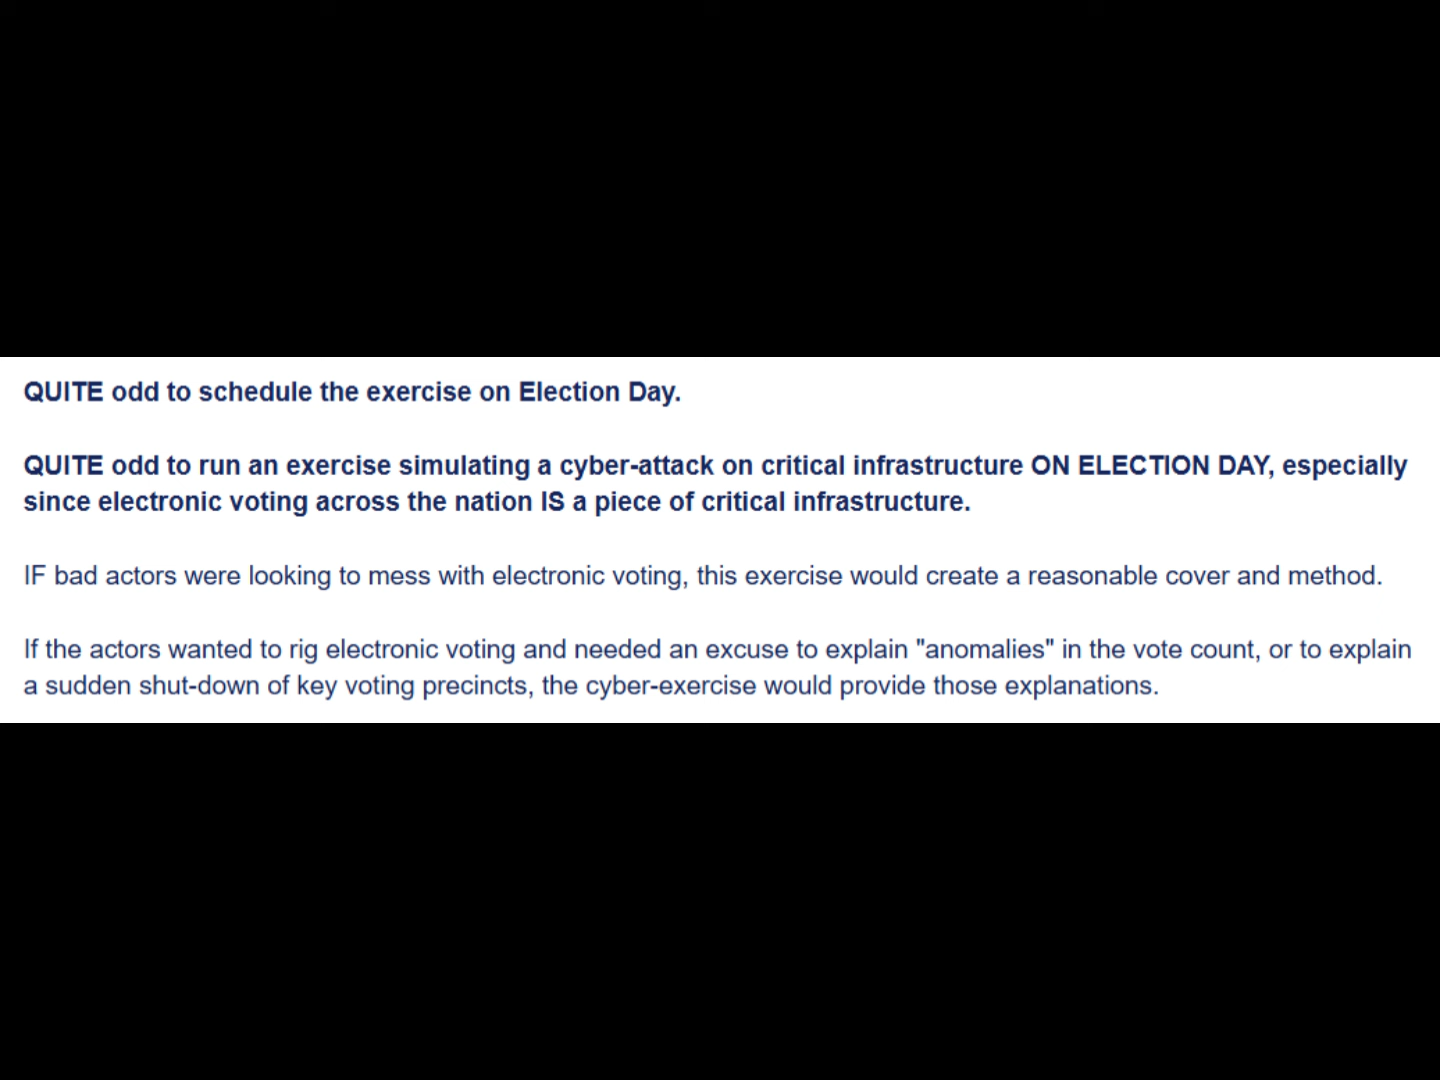 QUITE odd to schedule the exercise on Election Day.
QUITE odd to run an exercise simulating a cyber-attack on critical infrastructure ON ELECTION DAY, especially
since electronic voting across the nation IS a piece of critical infrastructure.
IF bad actors were looking to mess with electronic voting, this exercise would create a reasonable cover and method.
If the actors wanted to rig electronic voting and needed an excuse to explain "anomalies" in the vote count, or to explain
a sudden shut-down of key voting precincts, the cyber-exercise would provide those explanations.